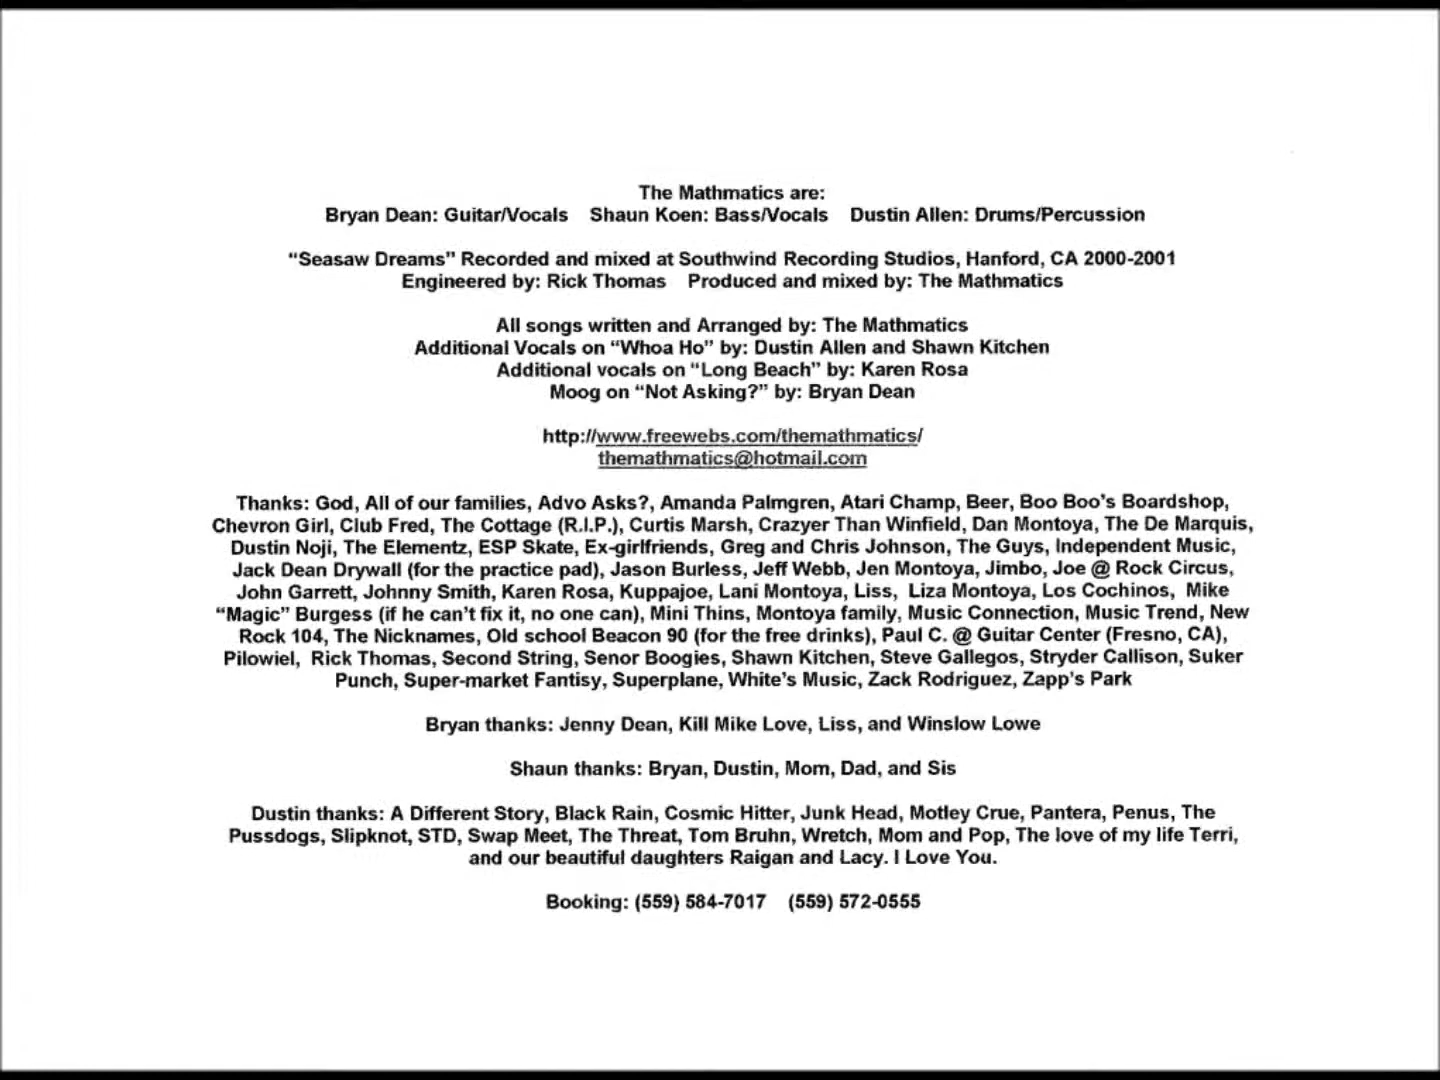 The Mathmatics are:
Bryan Dean: Guitar/Vocals Shaun Koen: Bass/Vocals Dustin Allen: Drums/Percussion
“Seasaw Dreams” Recorded and mixed at Southwind Recording Studios, Hanford, CA 2000-2001
Engineered by: Rick Thomas Produced and mixed by: The Mathmatics
All songs written and Arranged by: The Mathmatics
Additional Vocals on “Whoa Ho” by: Dustin Allen and Shawn Kitchen
Additional vocals on “Long Beach” by: Karen Rosa
Moog on “Not Asking?” by: Bryan Dean
http://www.freewebs.com/themathmatics/
themathmatics@hotmail.com
Thanks: God, All of our families, Advo Asks?, Amanda Palmgren, Atari Champ, Beer, Boo Boo’s Boardshop,
Chevron Girl, Club Fred, The Cottage (R.I.P.), Curtis Marsh, Crazyer Than Winfield, Dan Montoya, The De Marquis,
Dustin Noji, The Elementz, ESP Skate, Ex-girlfriends, Greg and Chris Johnson, The Guys, Independent Music,
Jack Dean Drywall (for the practice pad), Jason Burless, Jeff Webb, Jen Montoya, Jimbo, Joe @ Rock Circus,
John Garrett, Johnny Smith, Karen Rosa, Kuppajoe, Lani Montoya, Liss, Liza Montoya, Los Cochinos, Mike
“Magic” Burgess (if he can’t fix it, no one can), Mini Thins, Montoya family, Music Connection, Music Trend, New
Rock 104, The Nicknames, Old school Beacon 90 (for the free drinks), Paul C. @ Guitar Center (Fresno, CA),
Pilowiel, Rick Thomas, Second String, Senor Boogies, Shawn Kitchen, Steve Gallegos, Stryder Callison, Suker
Punch, Super-market Fantisy, Superplane, White’s Music, Zack Rodriguez, Zapp’s Park
Bryan thanks: Jenny Dean, Kill Mike Love, Liss, and Winslow Lowe
Shaun thanks: Bryan, Dustin, Mom, Dad, and Sis
Dustin thanks: A Different Story, Black Rain, Cosmic Hitter, Junk Head, Motley Crue, Pantera, Penus, The
Pussdogs, Slipknot, STD, Swap Meet, The Threat, Tom Bruhn, Wretch, Mom and Pop, The love of my life Terri,
and our beautiful daughters Raigan and Lacy. I Love You.
Booking: (559) 584-7017 (559) 572-0555